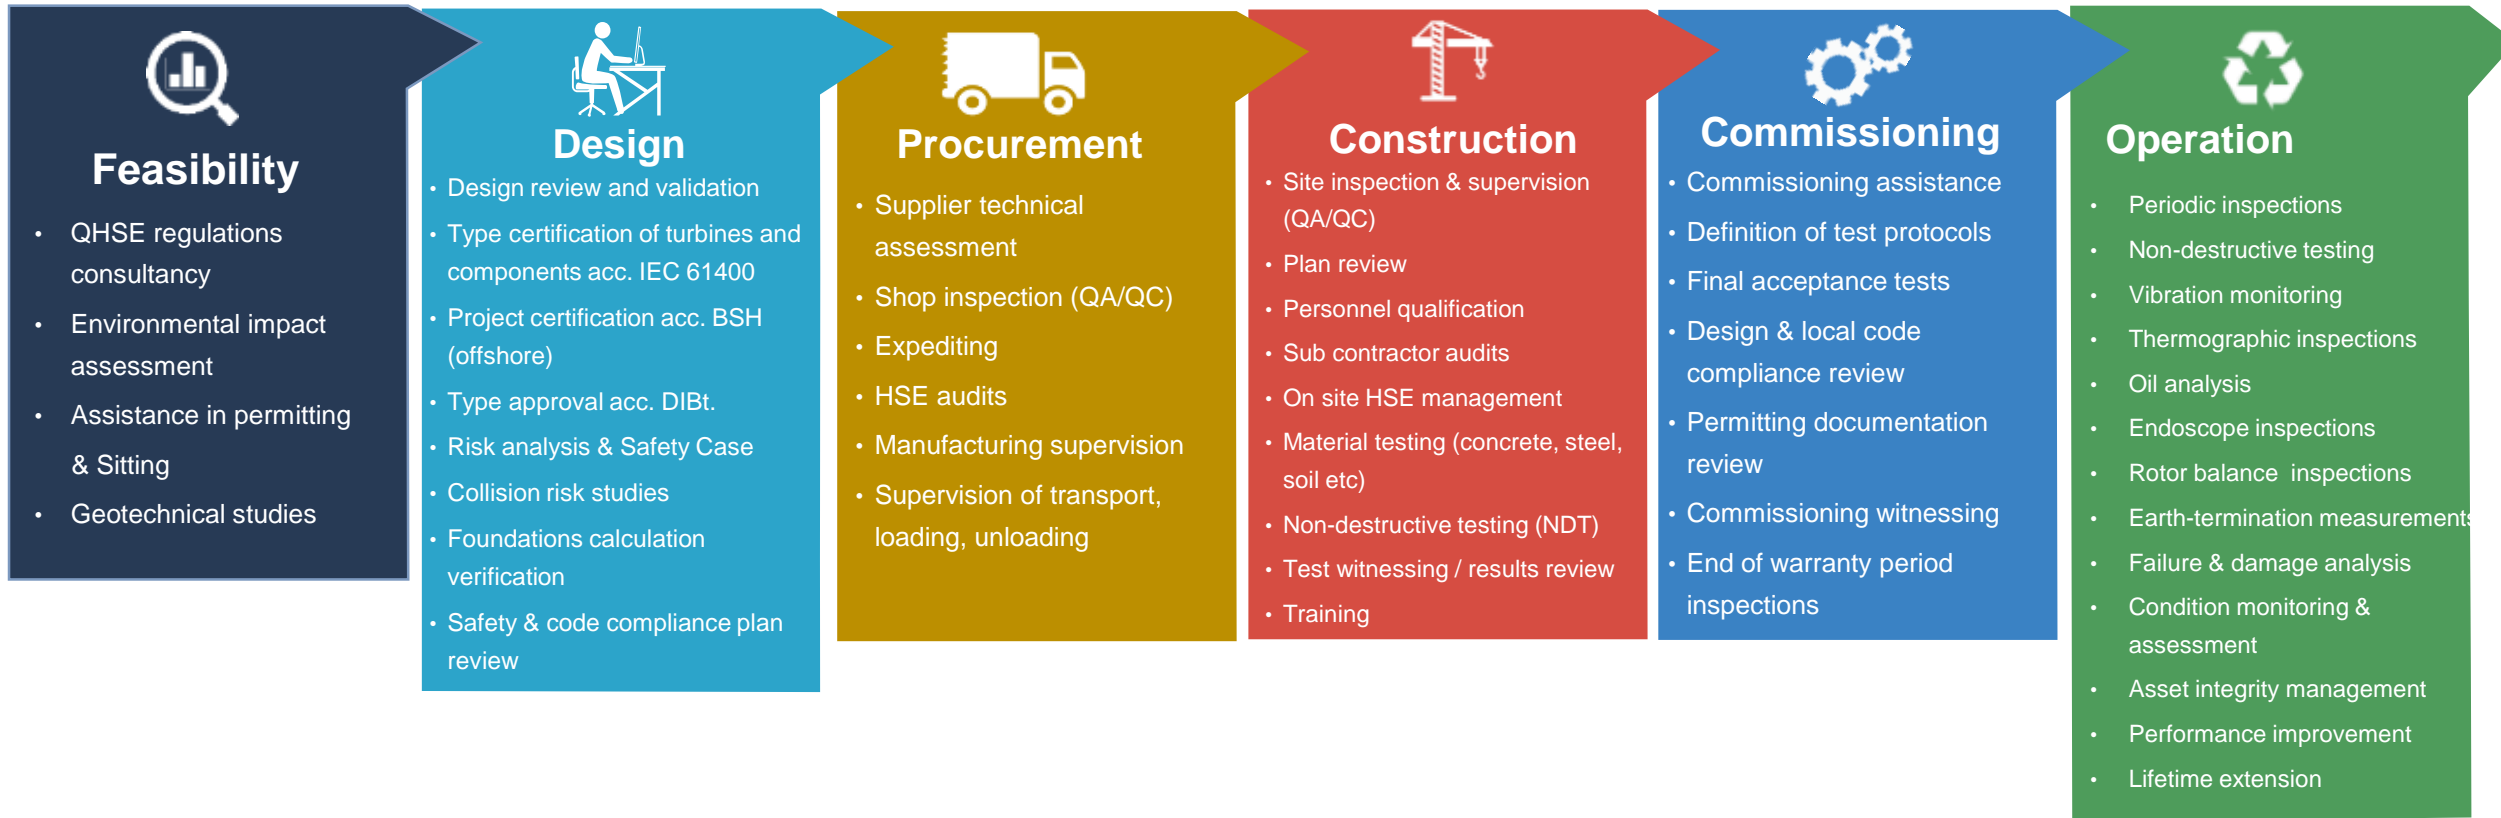 Feasibility
• QHSE regulations
consultancy
• Environmental impact
assessment
• Assistance in permitting
& Sitting
• Geotechnical studies
Design
• Design review and validation
• Type certification of turbines and
components acc. IEC 61400
• Project certification acc. BSH
(offshore)
• Type approval acc. DIBt.
• Risk analysis & Safety Case
• Collision risk studies
• Foundations calculation
verification
• Safety & code compliance plan
review
Procurement
• Supplier technical
assessment
• Shop inspection (QA/QC)
• Expediting
• HSE audits
• Manufacturing supervision
• Supervision of transport,
loading, unloading
Construction
• Site inspection & supervision
(QA/QC)
• Plan review
• Personnel qualification
• Sub contractor audits
• On site HSE management
• Material testing (concrete, steel,
soil etc)
• Non-destructive testing (NDT)
• Test witnessing / results review
• Training
Commissioning
• Commissioning assistance
• Definition of test protocols
• Final acceptance tests
• Design & local code
compliance review
• Permitting documentation
review
• Commissioning witnessing
• End of warranty period
inspections
Operation
• Periodic inspections
• Non-destructive testing
• Vibration monitoring
• Thermographic inspections
• Oil analysis
• Endoscope inspections
• Rotor balance inspections
• Earth-termination measurements
• Failure & damage analysis
• Condition monitoring &
assessment
• Asset integrity management
• Performance improvement
• Lifetime extension